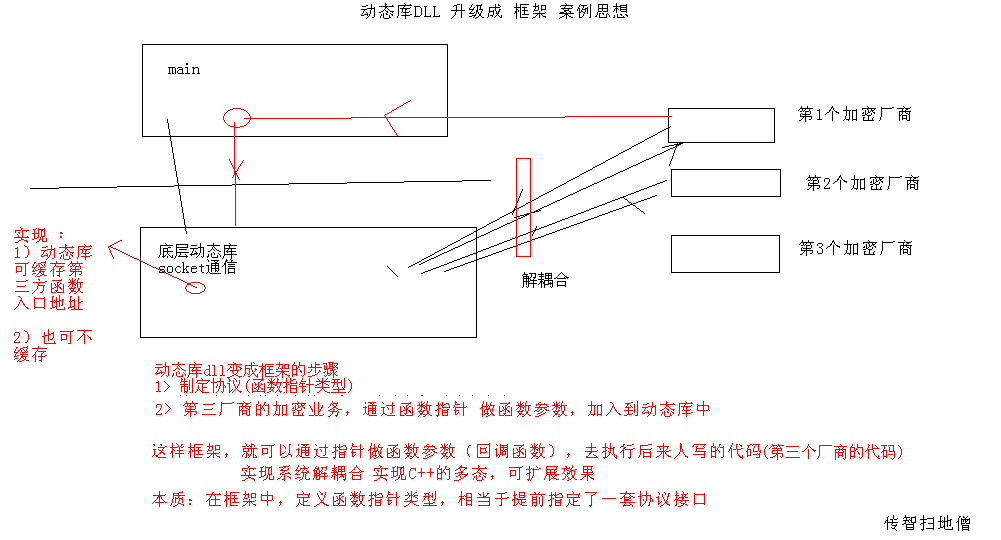 动态库DLL 升级成 框架 案例思想
main
第1个加密厂商
第2个加密厂商
第3个加密厂商
实现 :
1) 动态库
可缓存第
三方函数
入口地址
2) 也可不
缓存
底层动态库
socket通信
解耦合
动态库dll变成框架的步骤
1> 制定协议(函数指针类型)
2> 第三厂商的加密业务, 通过函数指针 做函数参数, 加入到动态库中
这样框架, 就可以通过指针做函数参数 (回调函数) , 去执行后来人写的代码(第三个厂商的代码)
实现系统解耦合 实现C++的多态, 可扩展效果
本质: 在框架中, 定义函数指针类型, 相当于提前指定了一套协议接口
传智扫地僧